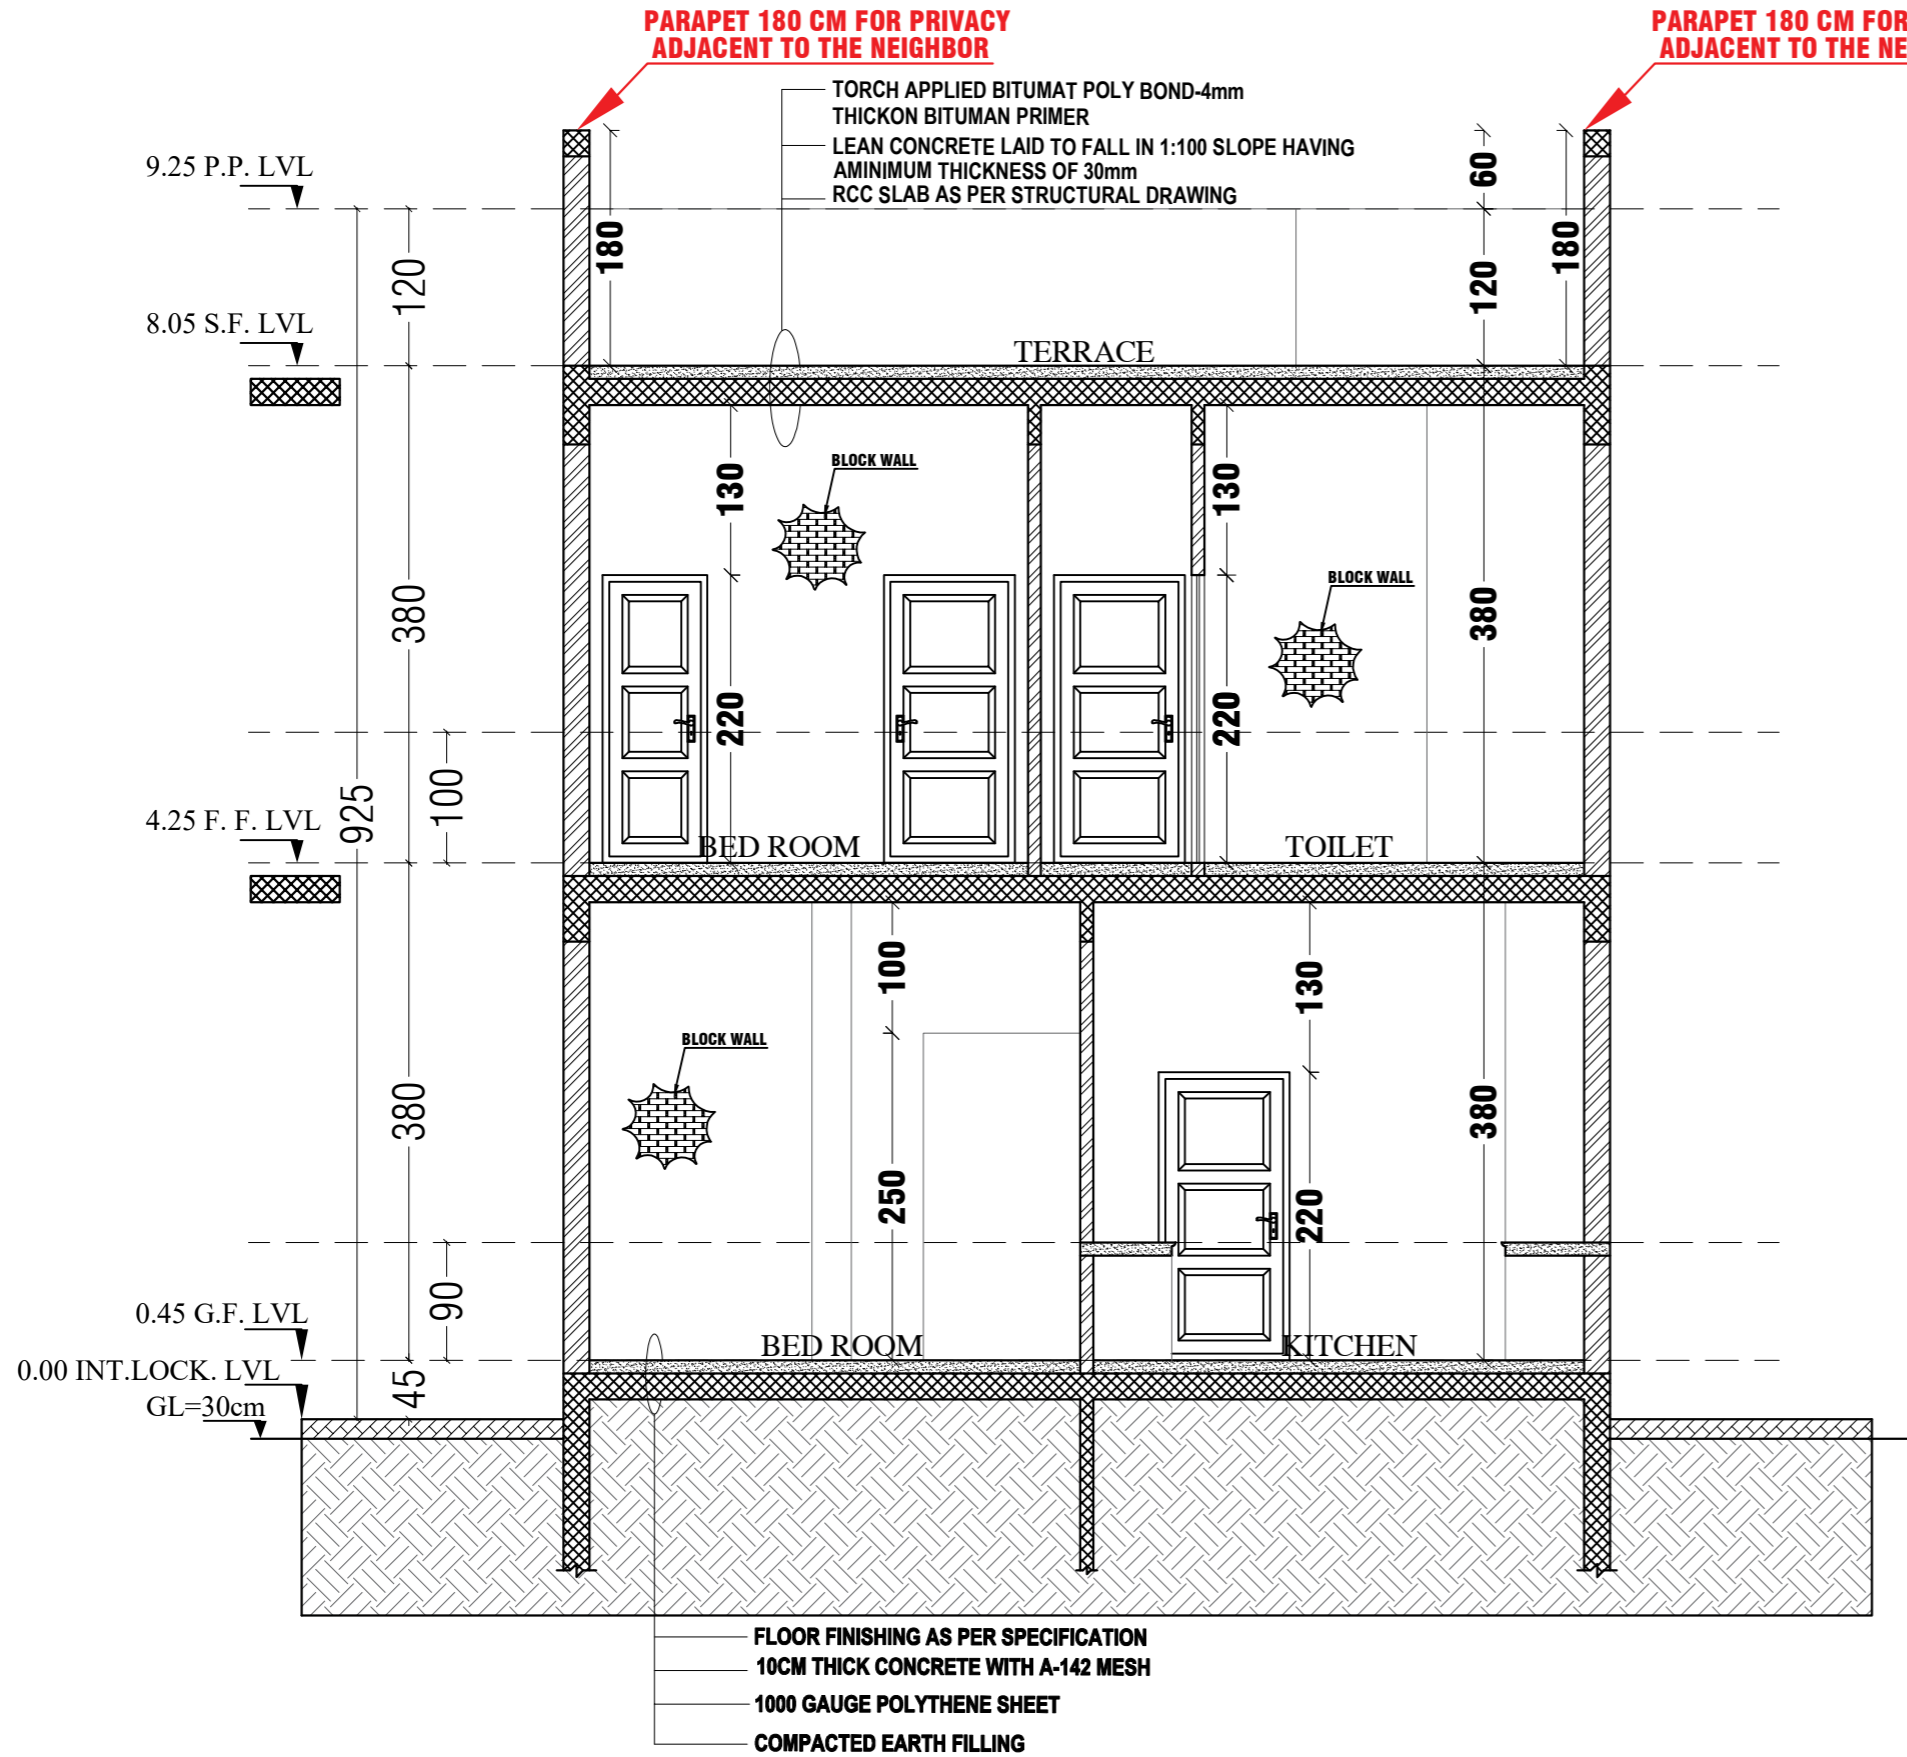 PARAPET 180 CM FOR PRIVACY
ADJACENT TO THE NEIGHBOR
PARAPET 180 CM FOR
ADJACENT TO THE NE
TORCH APPLIED BITUMAT POLY BOND-4mm
THICKON BITUMAN PRIMER
LEAN CONCRETE LAID TO FALL IN 1:100 SLOPE HAVING
AMINIMUM THICKNESS OF 30mm
RCC SLAB AS PER STRUCTURAL DRAWING
9.25 P.P. LVL
60
180
180
120
120
8.05 S.F. LVL
TERRACE
130
130
BLOCK WALL
BLOCK WALL
380
380
220
220
100
925
4.25 F. F. LVL
BED ROOM
TOILET
100
130
BLOCK WALL
380
380
250
220
90
0.45 G.F. LVL
BED ROOM
KITCHEN
0.00 INT.LOCK. LVL
45
GL=30cm
FLOOR FINISHING AS PER SPECIFICATION
10CM THICK CONCRETE WITH A-142 MESH
1000 GAUGE POLYTHENE SHEET
COMPACTED EARTH FILLING